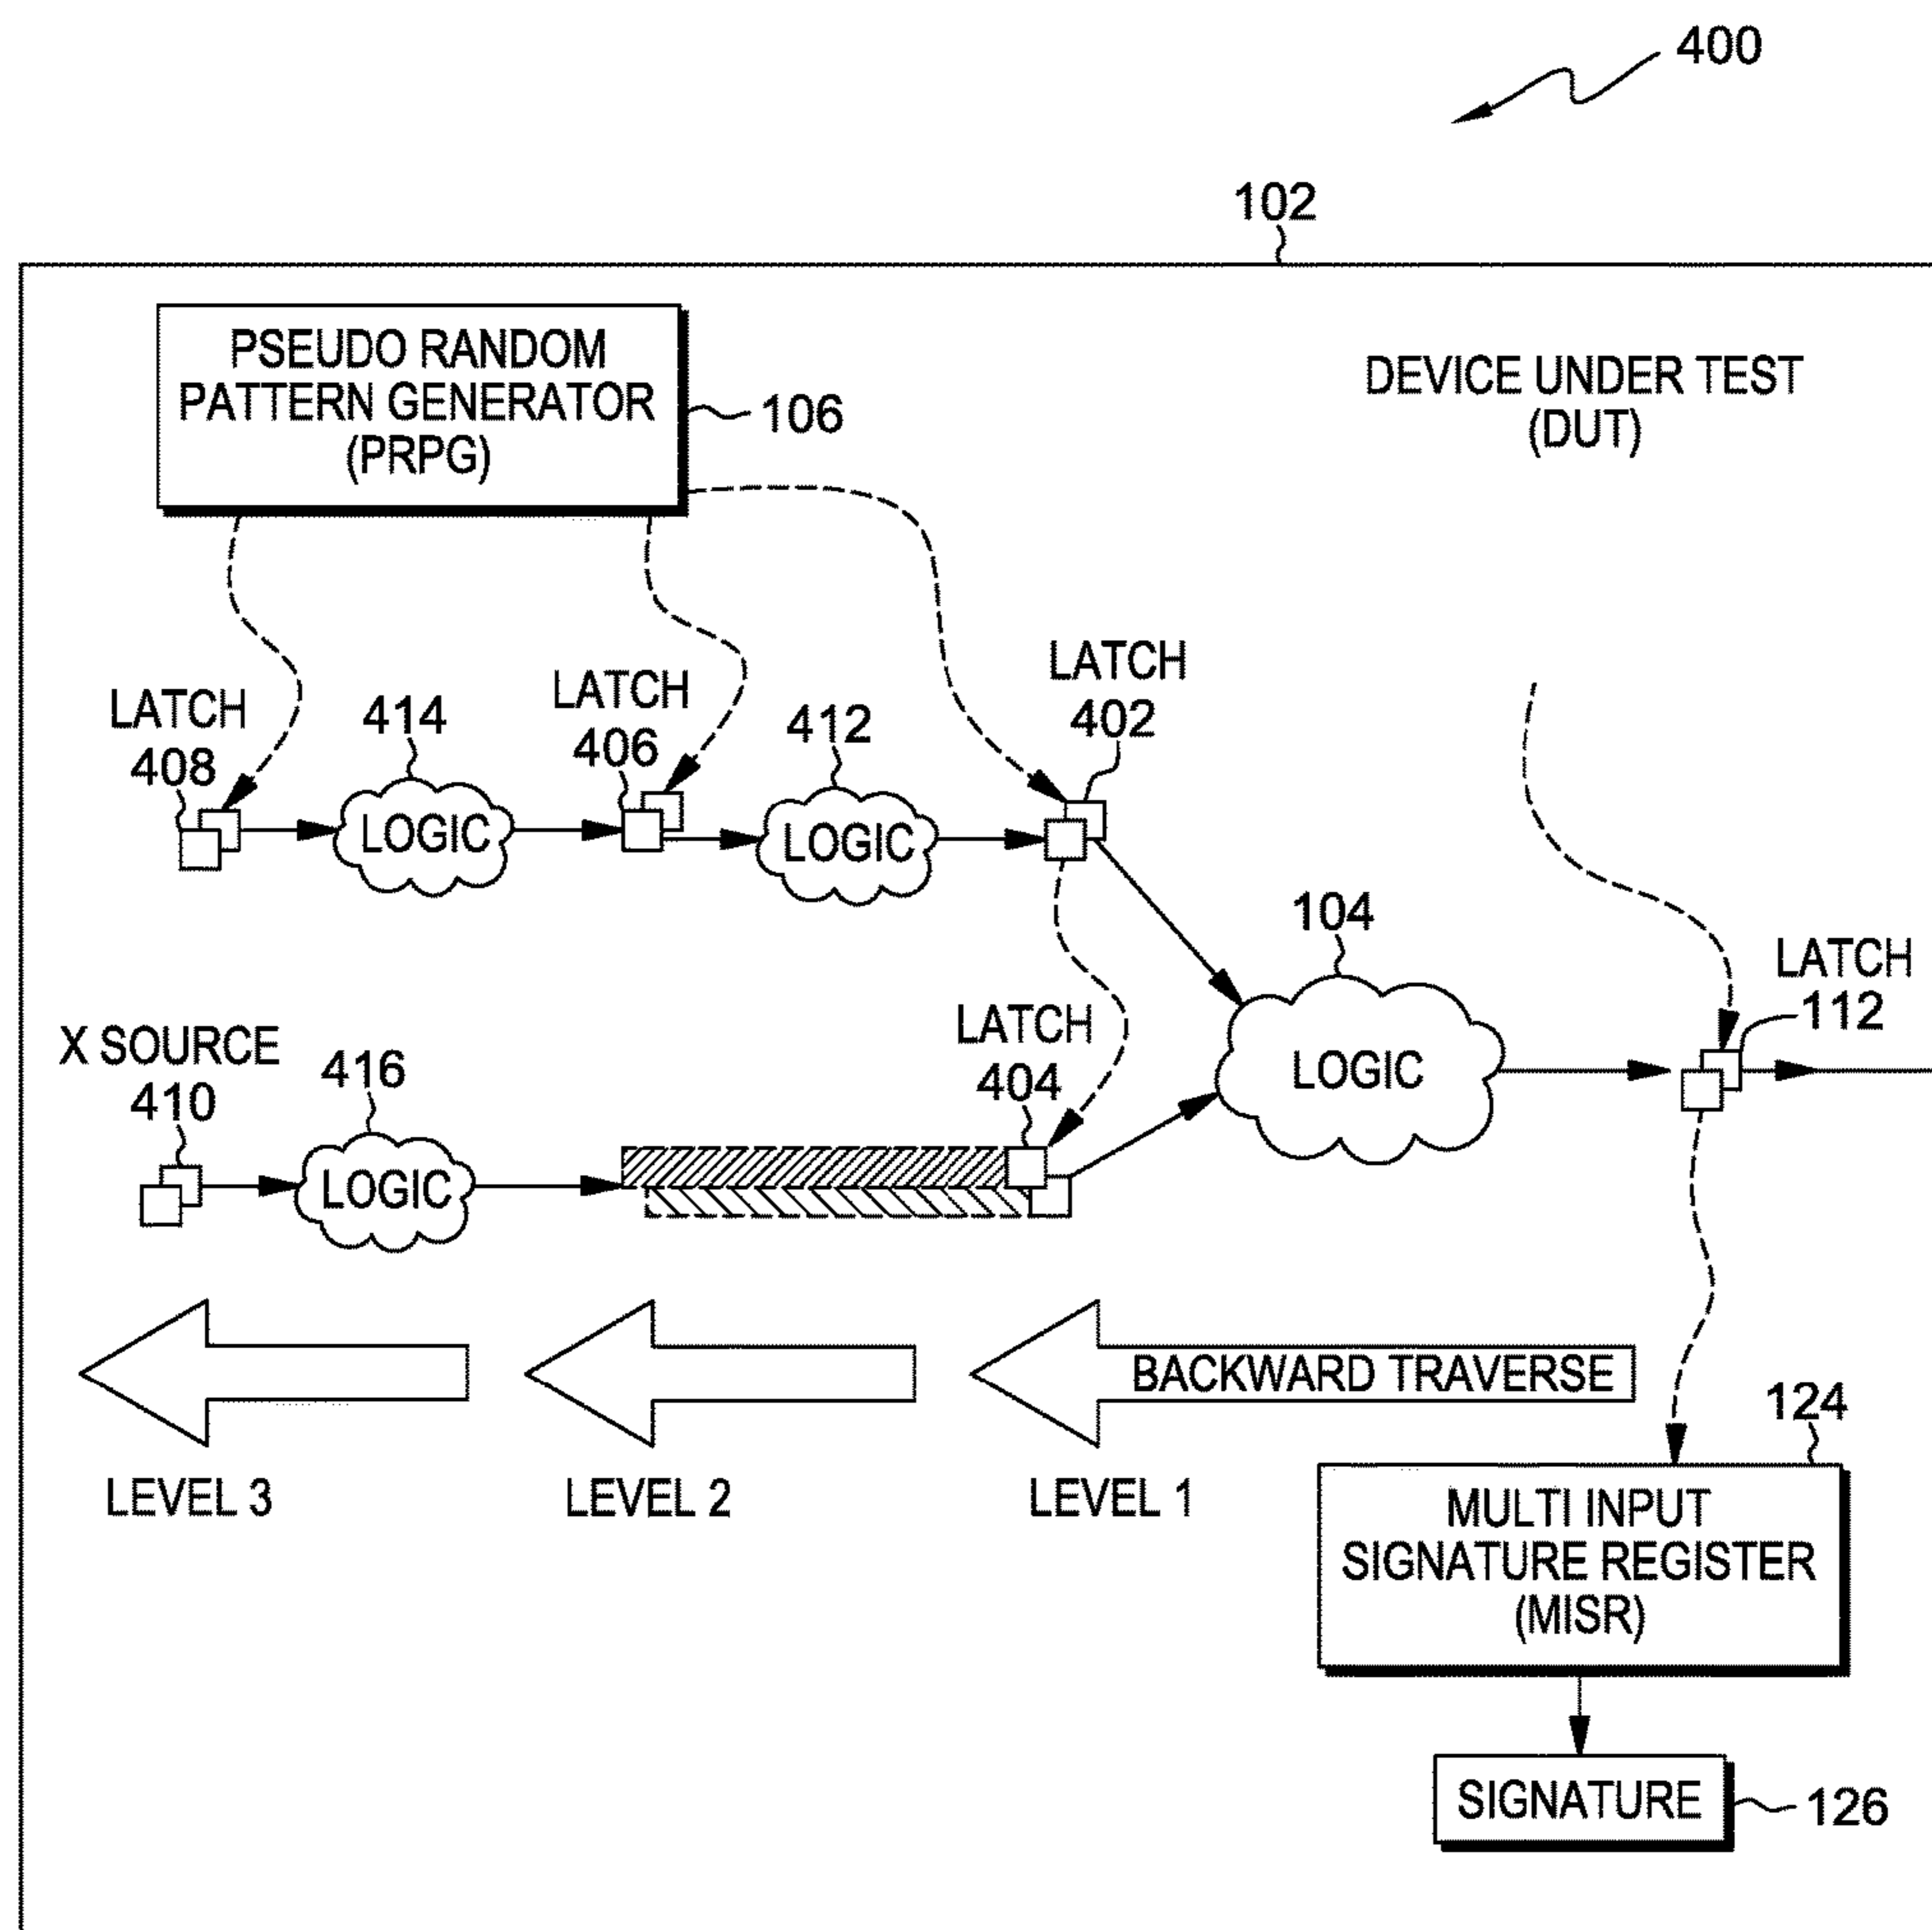 400
102
PSEUDO RANDOM
PATTERN GENERATOR
(PRPG)
106
DEVICE UNDER TEST
(DUT)
LATCH
408
414
LOGIC
LATCH
406
412
LOGIC
LATCH
402
104
LOGIC
LATCH
112
X SOURCE
410
416
LOGIC
LATCH
404
BACKWARD TRAVERSE
LEVEL 3
LEVEL 2
LEVEL 1
124
MULTI INPUT
SIGNATURE REGISTER
(MISR)
SIGNATURE
126